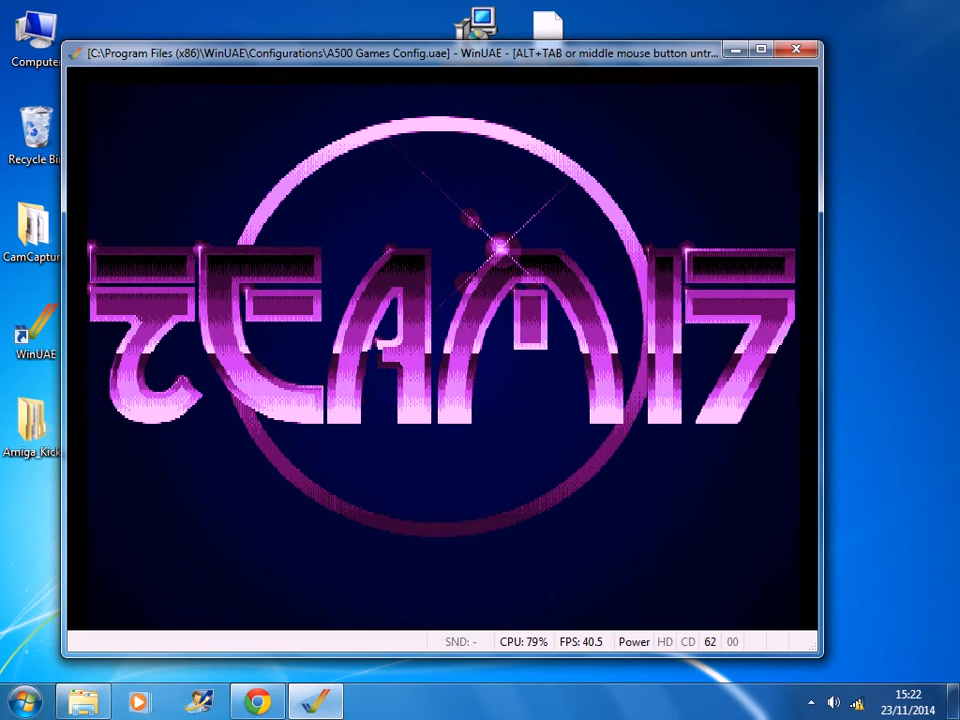 Computer
[C:\Program Files (x86)\WinUAE\Configurations\A500 Games Config.uae] - WinUAE - [ALT+TAB or middle mouse button untr...
Recycle Bi
CamCaptur
WinUAE
Amiga_Kick
TEAM17
SND: - CPU: 79% FPS: 40.5 Power HD CD 62 00
15:22
23/11/2014